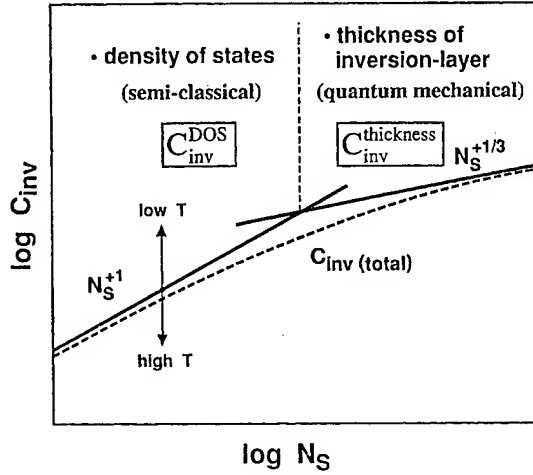 • density of states
(semi-classical)
C_inv^DOS
• thickness of
inversion-layer
(quantum mechanical)
C_inv^thickness
N_S^+1/3
low T
N_S^+1
high T
C_inv (total)
log C_inv
log N_S